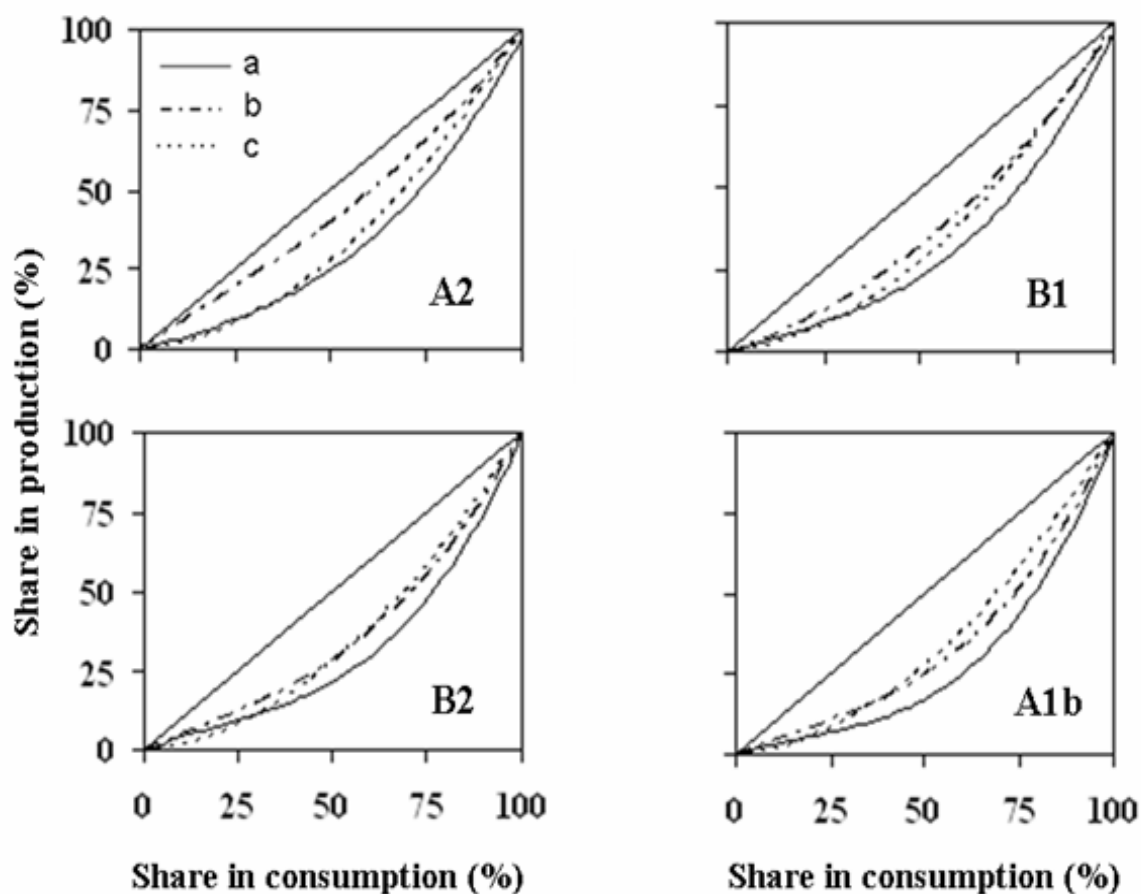 100
75
50
25
0
a
b
c
A2
B1
Share in production (%)
100
75
50
25
0
B2
A1b
0 25 50 75 100
0 25 50 75 100
Share in consumption (%)
Share in consumption (%)